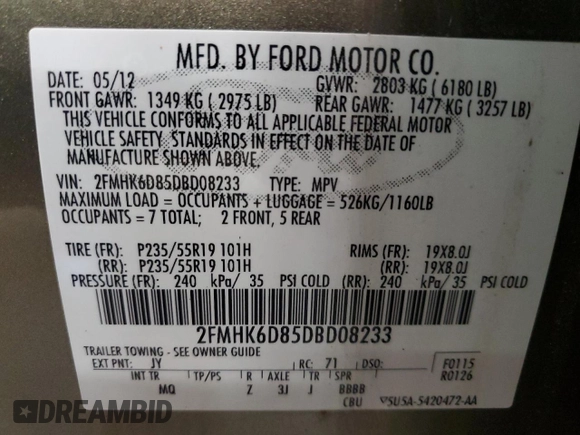 MFD. BY FORD MOTOR CO.
DATE: 05/12 GVWR: 2803 KG ( 6180 LB)
FRONT GAWR: 1349 KG ( 2975 LB) REAR GAWR: 1477 KG ( 3257 LB)
THIS VEHICLE CONFORMS TO ALL APPLICABLE FEDERAL MOTOR
VEHICLE SAFETY STANDARDS IN EFFECT ON THE DATE OF
MANUFACTURE SHOWN ABOVE.
VIN: 2FMHK6D85DBD08233 TYPE: MPV
MAXIMUM LOAD = OCCUPANTS + LUGGAGE = 526KG/1160LB
OCCUPANTS = 7 TOTAL; 2 FRONT, 5 REAR
TIRE (FR): P235/55R19 101H RIMS (FR): 19X8.0J
(RR): P235/55R19 101H (RR): 19X8.0J
PRESSURE (FR): 240 kPa/ 35 PSI COLD (RR): 240 kPa/ 35 PSI COLD
2FMHK6D85DBD08233
TRAILER TOWING - SEE OWNER GUIDE
EXT PNT: JY RC: 71 DSO: F0115
INT TR TP/PS R AXLE TR SPR R0126
MQ Z 3J J BBBB
CBU SUSA-5420472-AA
DREAMBID